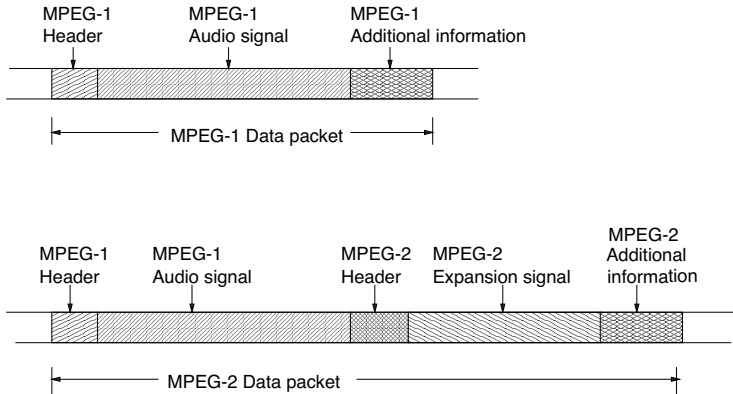 MPEG-1
Header
MPEG-1
Audio signal
MPEG-1
Additional information
MPEG-1 Data packet
MPEG-1
Header
MPEG-1
Audio signal
MPEG-2
Header
MPEG-2
Expansion signal
MPEG-2
Additional
information
MPEG-2 Data packet